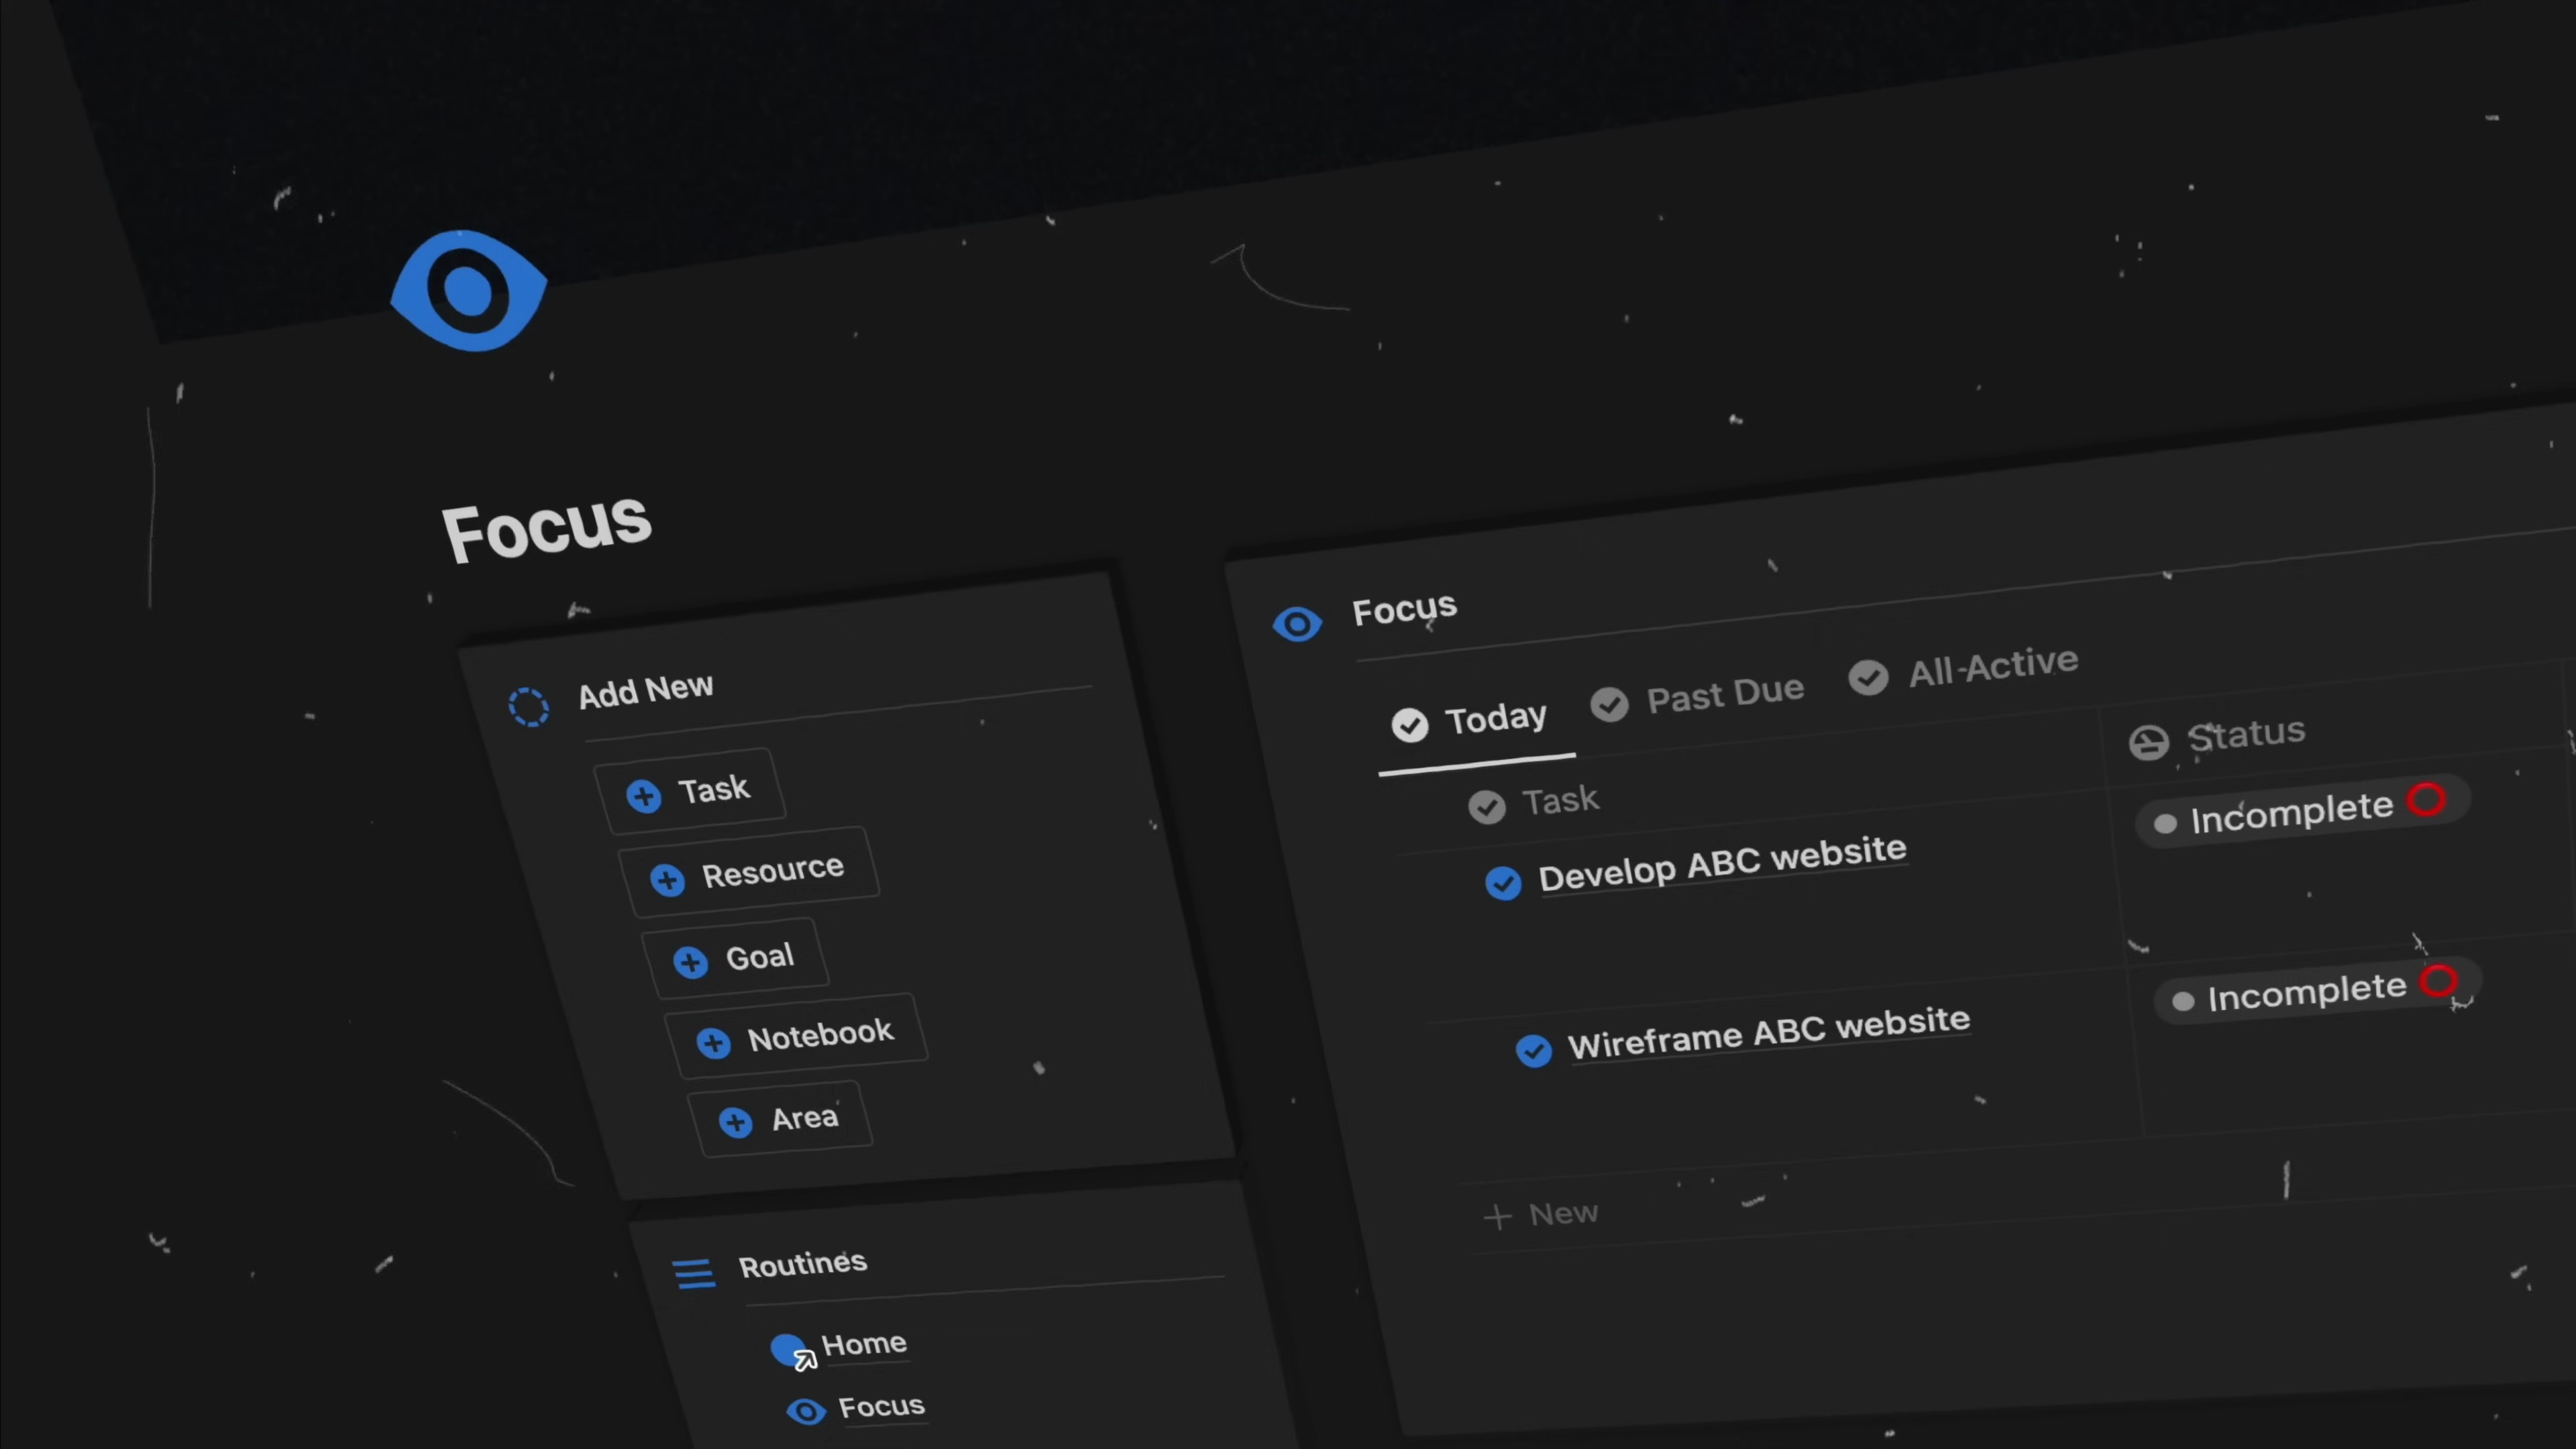 Focus
Add New
Task
Resource
Goal
Notebook
Area
Routines
Home
Focus
Focus
Today
Past Due
All-Active
Task
Status
Develop ABC website
Incomplete
Wireframe ABC website
Incomplete
New